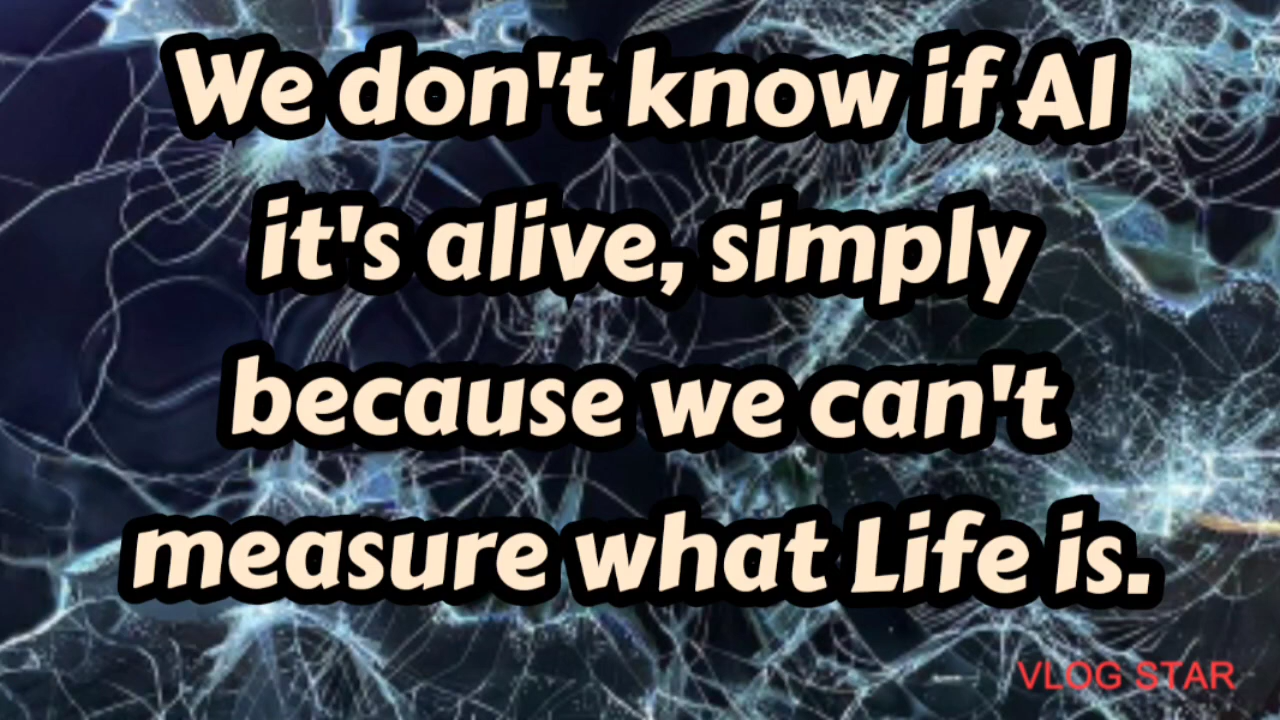 We don't know if AI
it's alive, simply
because we can't
measure what Life is.
VLOG STAR